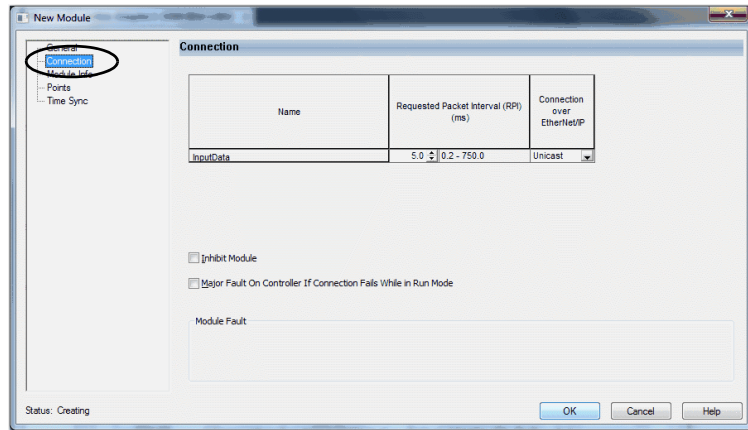 New Module
General
Connection
Module Info
Points
Time Sync
Connection
Name
Requested Packet Interval (RPI)
(ms)
Connection
over
EtherNet/IP
InputData
5.0
0.2 - 750.0
Unicast
Inhibit Module
Major Fault On Controller If Connection Fails While in Run Mode
Module Fault
Status: Creating
OK
Cancel
Help